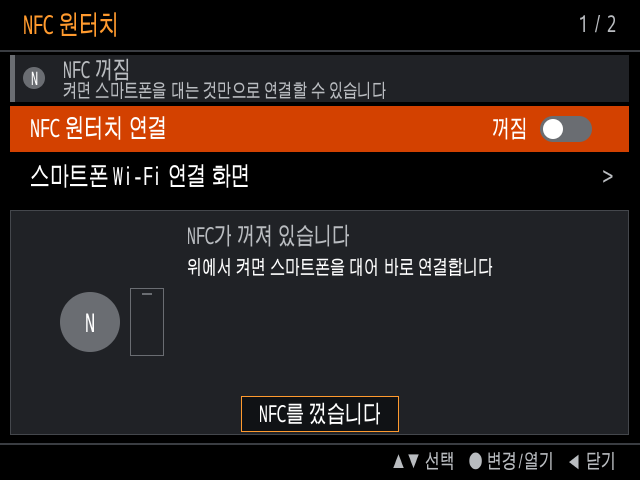 NFC 원터치
1 / 2
N
NFC 꺼짐
켜면 스마트폰을 대는 것만으로 연결할 수 있습니다
NFC 원터치 연결
꺼짐
스마트폰 Wi-Fi 연결 화면
>
NFC가 꺼져 있습니다
위에서 켜면 스마트폰을 대어 바로 연결합니다
N
NFC를 껐습니다
▲▼ 선택 ● 변경/열기 ◀ 닫기